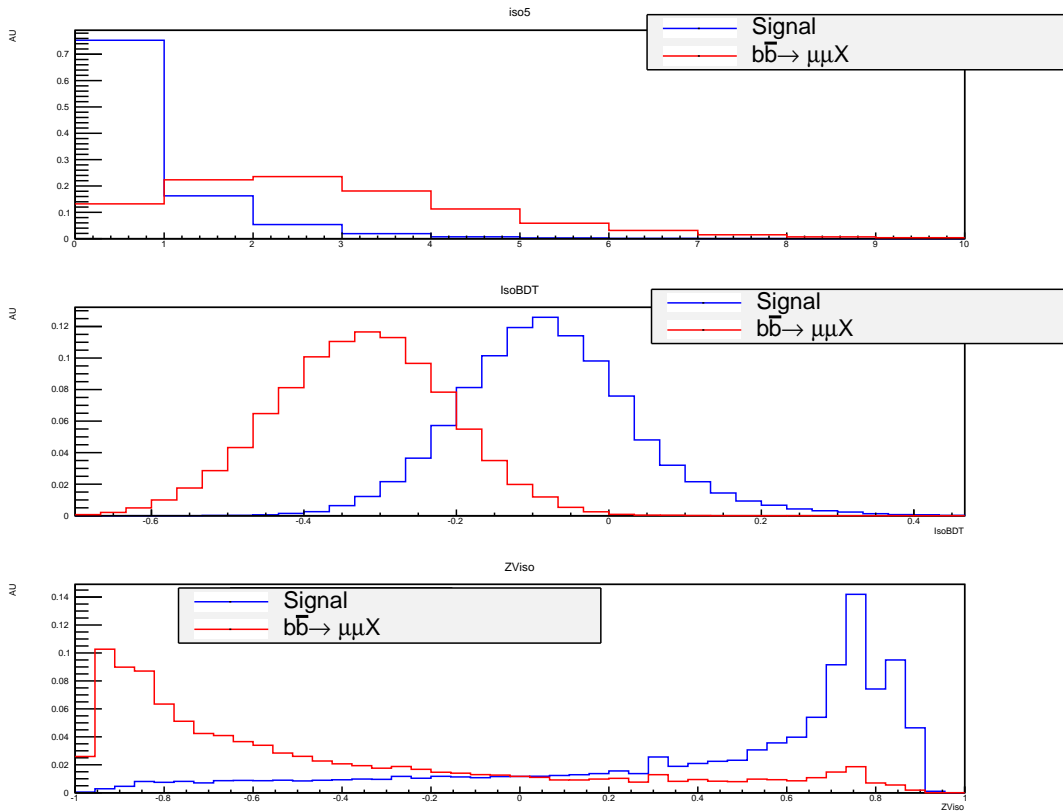 iso5
AU
Signal
bb̅→ μμX
0.7
0.6
0.5
0.4
0.3
0.2
0.1
0
0 1 2 3 4 5 6 7 8 9 10
IsoBDT
AU
Signal
bb̅→ μμX
0.12
0.1
0.08
0.06
0.04
0.02
0
-0.6 -0.4 -0.2 0 0.2 0.4
IsoBDT
ZViso
AU
Signal
bb̅→ μμX
0.14
0.12
0.1
0.08
0.06
0.04
0.02
0
-1 -0.8 -0.6 -0.4 -0.2 0 0.2 0.4 0.6 0.8 1
ZViso